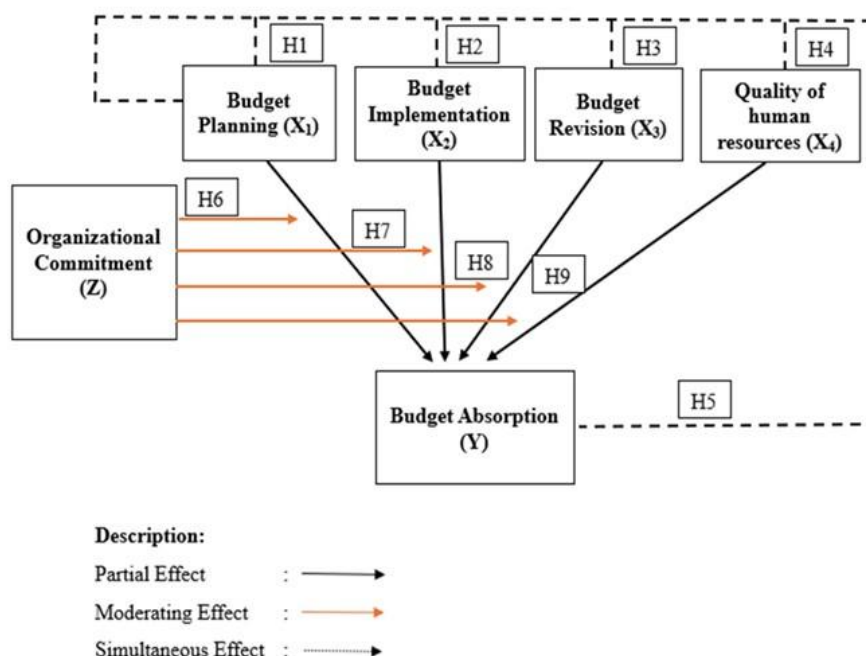 H1
H2
H3
H4
Budget
Planning (X₁)
Budget
Implementation
(X₂)
Budget
Revision (X₃)
Quality of
human
resources (X₄)
Organizational
Commitment
(Z)
H6
H7
H8
H9
Budget Absorption
(Y)
H5
Description:
Partial Effect :
Moderating Effect :
Simultaneous Effect :